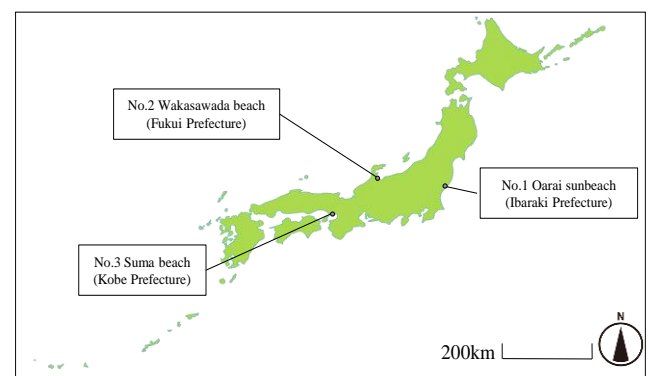 No.2 Wakasawada beach
(Fukui Prefecture)
No.1 Oarai sunbeach
(Ibaraki Prefecture)
No.3 Suma beach
(Kobe Prefecture)
N
200km